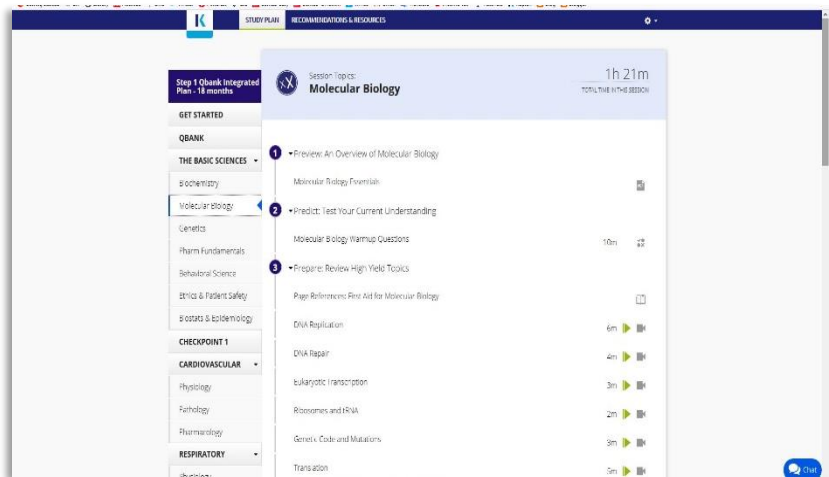 K
STUDY PLAN
RECOMMENDATIONS & RESOURCES
Step 1 Qbank Integrated
Plan - 18 months
GET STARTED
QBANK
THE BASIC SCIENCES
Biochemistry
Molecular Biology
Genetics
Pharm Fundamentals
Behavioral Science
Ethics & Patient Safety
Biostats & Epidemiology
CHECKPOINT 1
CARDIOVASCULAR
Physiology
Pathology
Pharmacology
RESPIRATORY
Physiology
Session Topics:
Molecular Biology
1h 21m
TOTAL TIME IN THIS SESSION
1 Preview: An Overview of Molecular Biology
Molecular Biology Essentials
2 Predict: Test Your Current Understanding
Molecular Biology Warmup Questions 10m
3 Prepare: Review High Yield Topics
Page References: First Aid for Molecular Biology
DNA Replication 6m
DNA Repair 4m
Eukaryotic Transcription 3m
Ribosomes and tRNA 2m
Genetic Code and Mutations 3m
Translation 5m
Chat